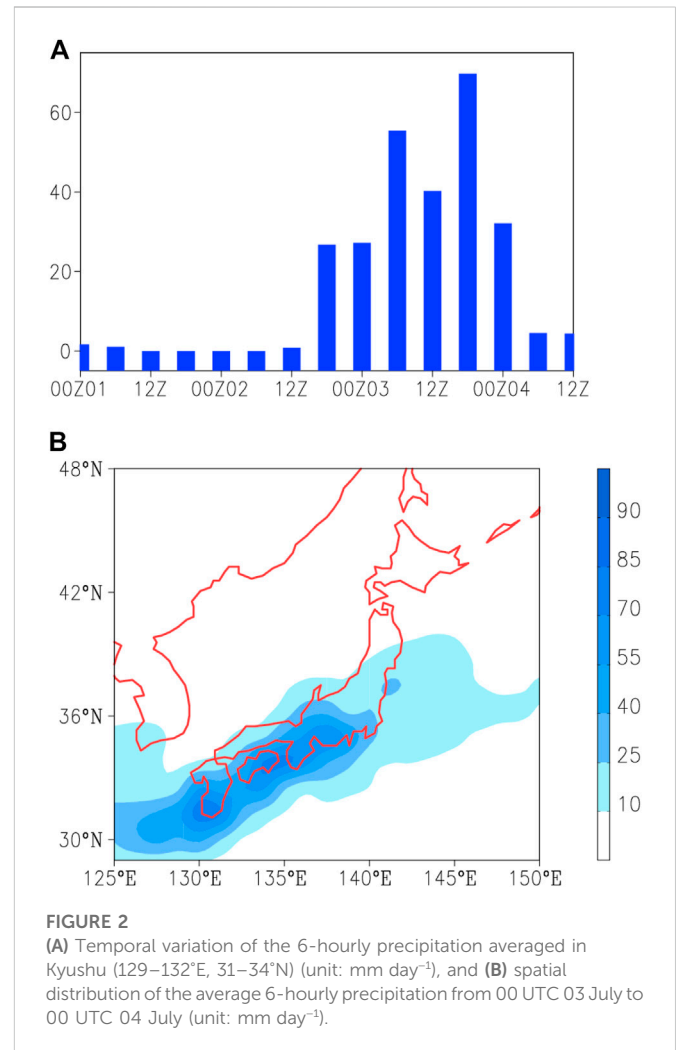 A
60
40
20
0
00Z01 12Z 00Z02 12Z 00Z03 12Z 00Z04 12Z
B
48°N
42°N
36°N
30°N
125°E 130°E 135°E 140°E 145°E 150°E
90
85
70
55
40
25
10
FIGURE 2
(A) Temporal variation of the 6-hourly precipitation averaged in
Kyushu (129–132°E, 31–34°N) (unit: mm day⁻¹), and (B) spatial
distribution of the average 6-hourly precipitation from 00 UTC 03 July to
00 UTC 04 July (unit: mm day⁻¹).